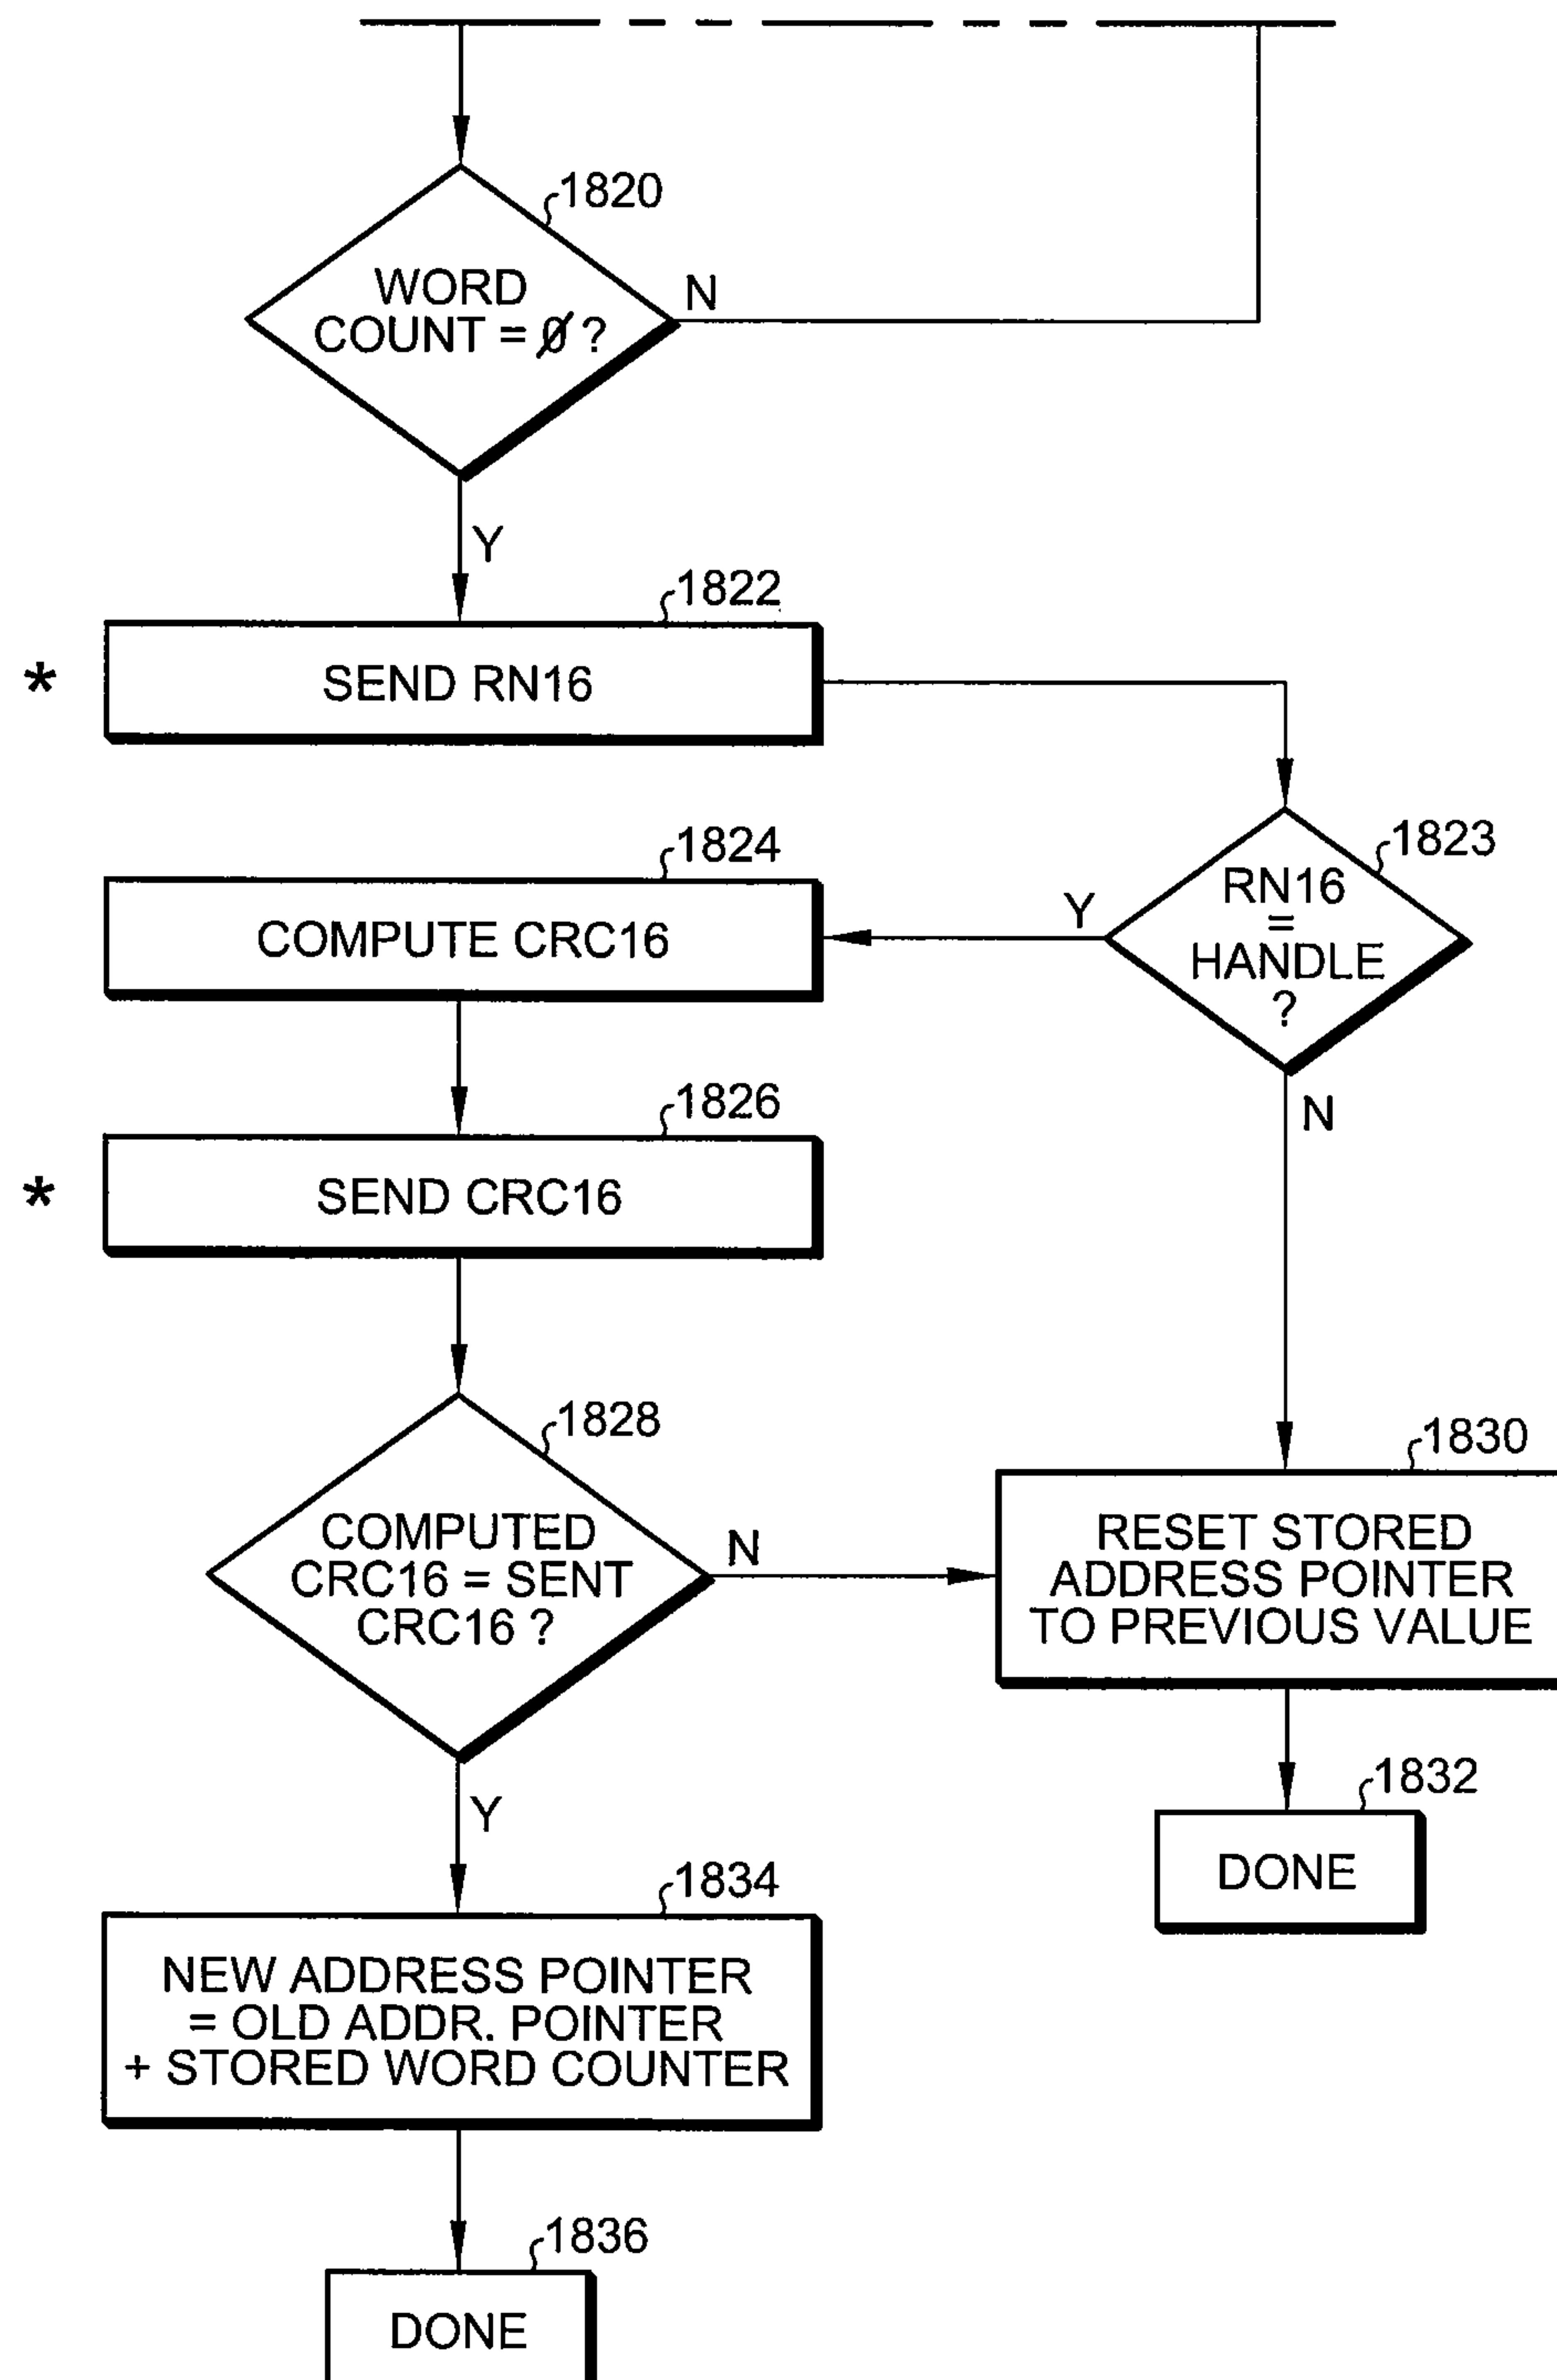 1820
WORD
COUNT = Ø ?
N
Y
1822
*
SEND RN16
1824
COMPUTE CRC16
Y
1823
RN16
=
HANDLE
?
N
1826
*
SEND CRC16
1828
COMPUTED
CRC16 = SENT
CRC16 ?
N
Y
1830
RESET STORED
ADDRESS POINTER
TO PREVIOUS VALUE
1832
DONE
1834
NEW ADDRESS POINTER
= OLD ADDR. POINTER
+ STORED WORD COUNTER
1836
DONE